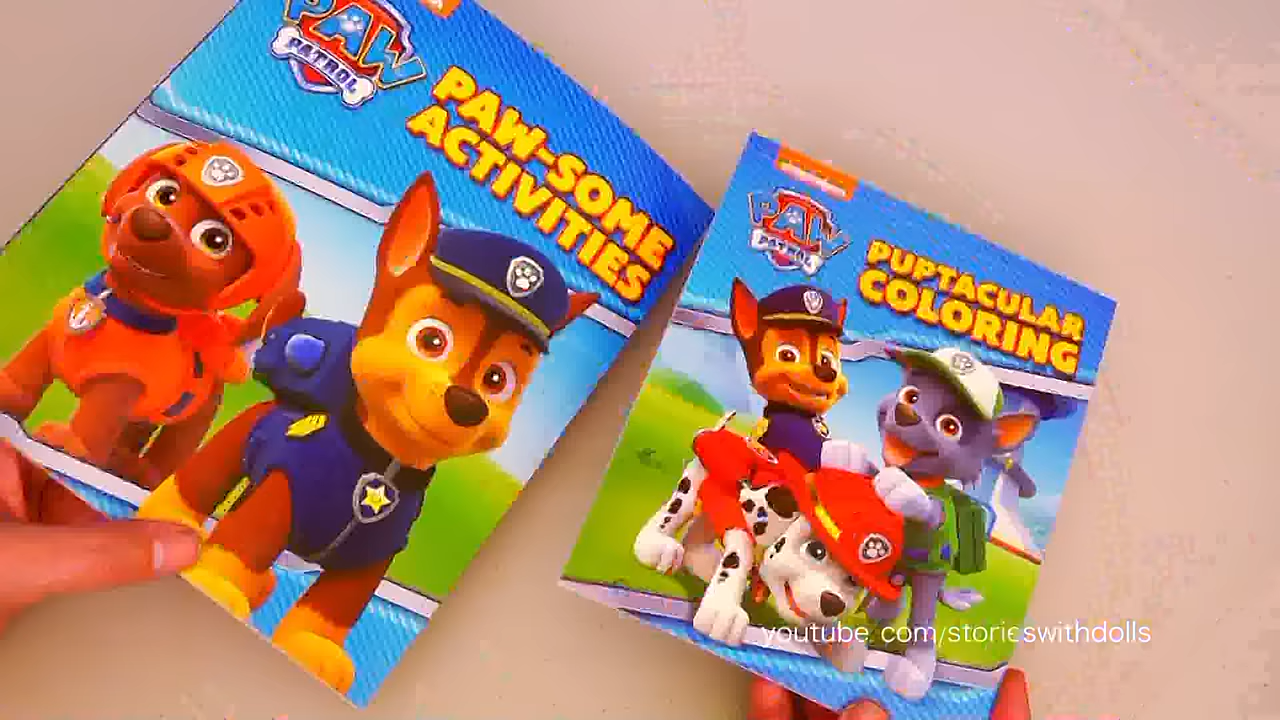 PAW
PATROL
PAW-SOME
ACTIVITIES
PAW
PATROL
PUPTACULAR
COLORING
youtube.com/storieswithdolls